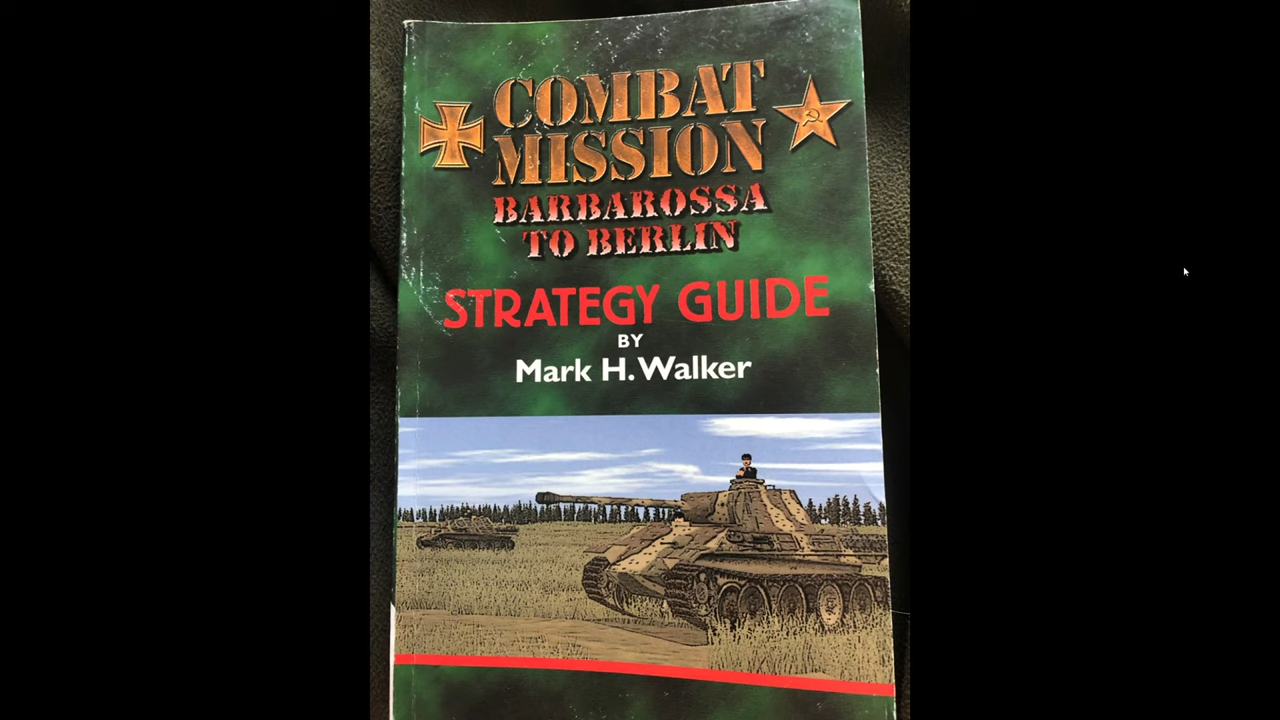 COMBAT
MISSION
BARBAROSSA
TO BERLIN
STRATEGY GUIDE
BY
Mark H. Walker